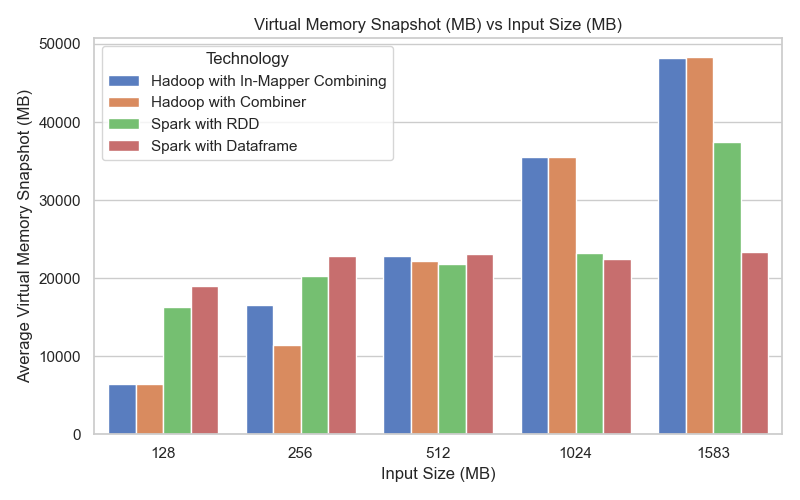 Virtual Memory Snapshot (MB) vs Input Size (MB)
Technology
Hadoop with In-Mapper Combining
Hadoop with Combiner
Spark with RDD
Spark with Dataframe
Average Virtual Memory Snapshot (MB)
50000
40000
30000
20000
10000
0
128 256 512 1024 1583
Input Size (MB)